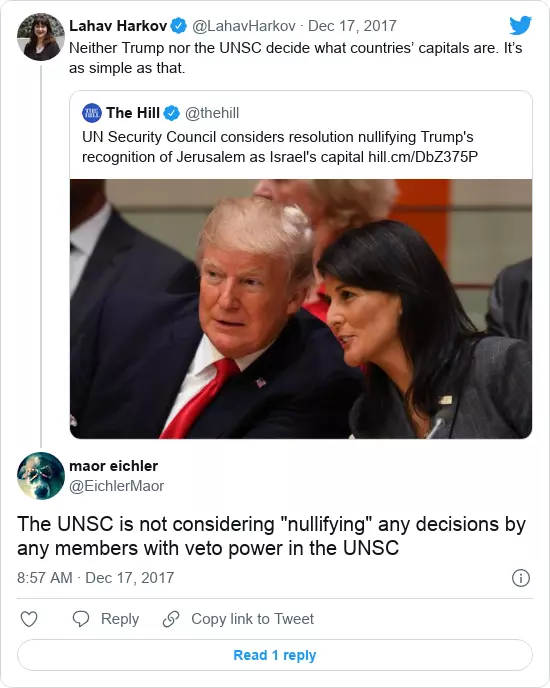 Lahav Harkov @LahavHarkov · Dec 17, 2017
Neither Trump nor the UNSC decide what countries’ capitals are. It’s
as simple as that.
THE HILL The Hill @thehill
UN Security Council considers resolution nullifying Trump's
recognition of Jerusalem as Israel's capital hill.cm/DbZ375P
maor eichler
@EichlerMaor
The UNSC is not considering "nullifying" any decisions by
any members with veto power in the UNSC
8:57 AM · Dec 17, 2017
Reply Copy link to Tweet
Read 1 reply